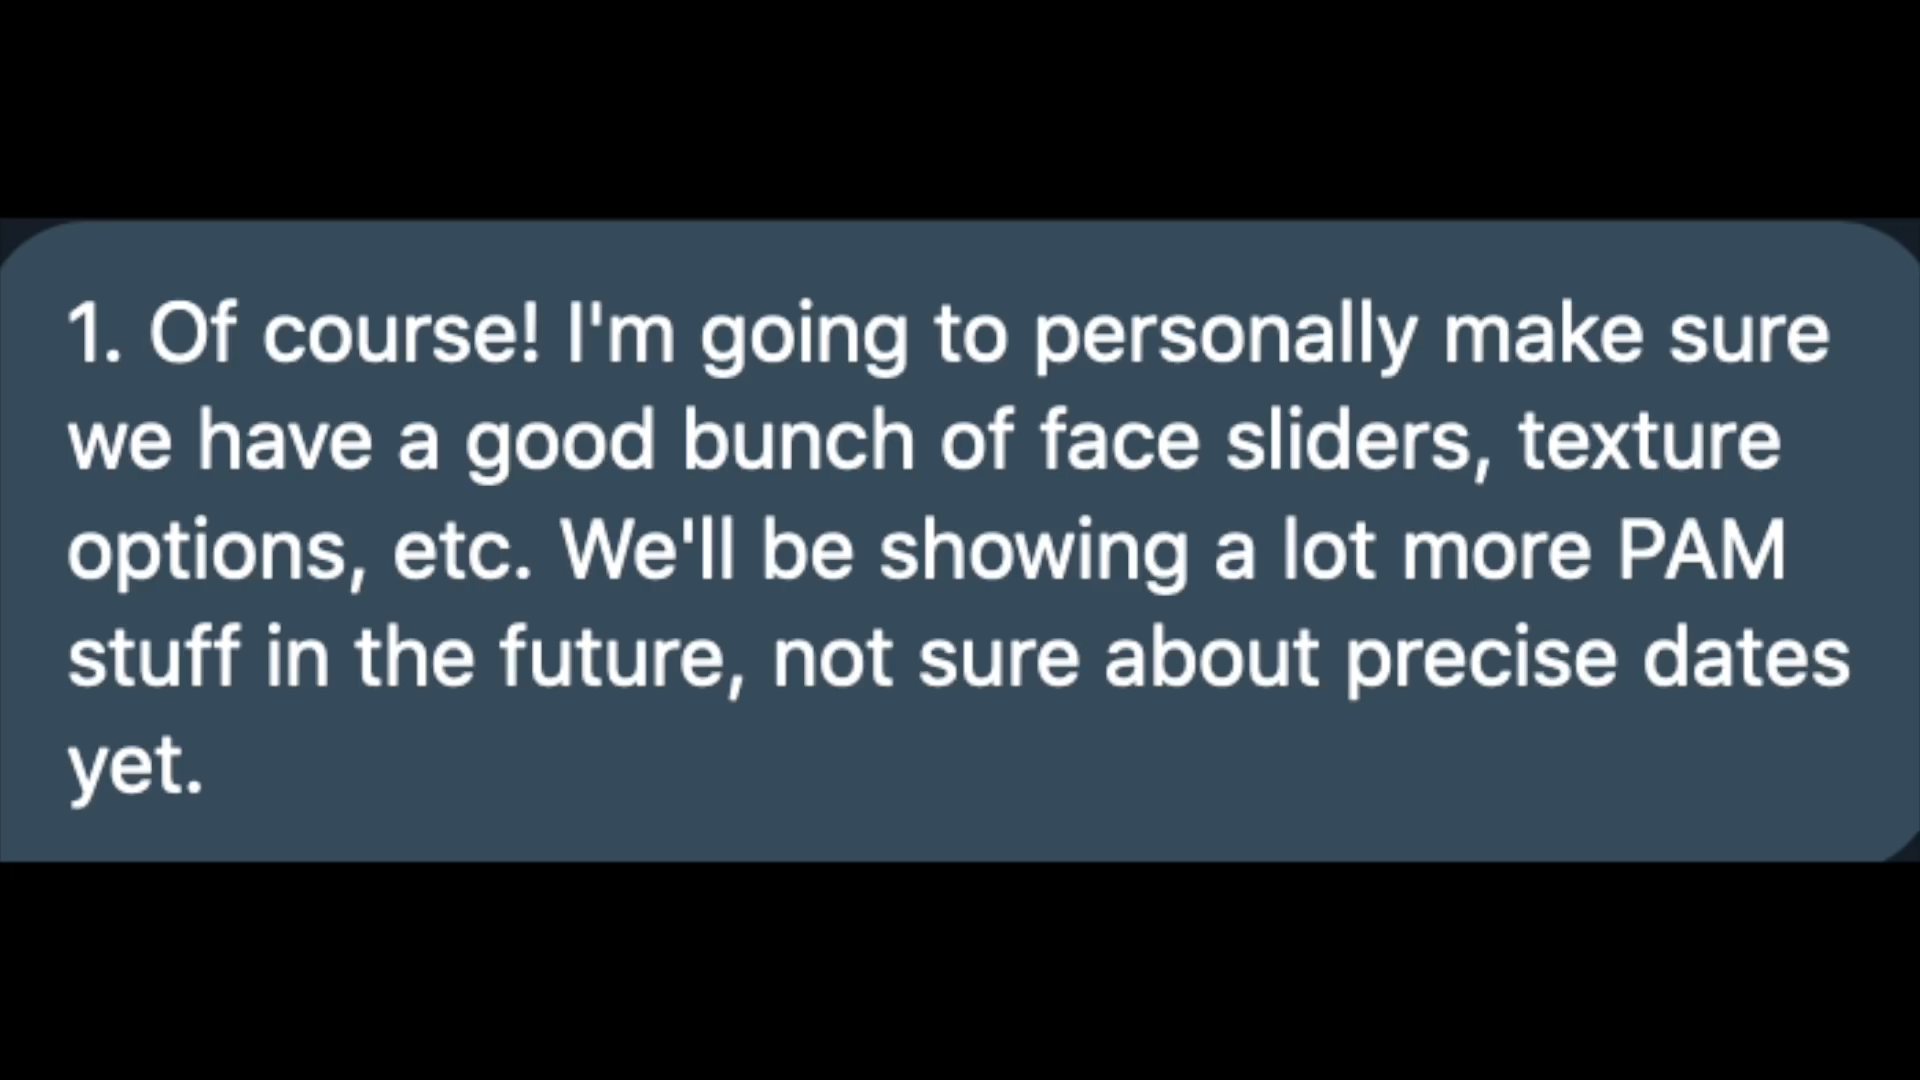 1. Of course! I'm going to personally make sure
we have a good bunch of face sliders, texture
options, etc. We'll be showing a lot more PAM
stuff in the future, not sure about precise dates
yet.